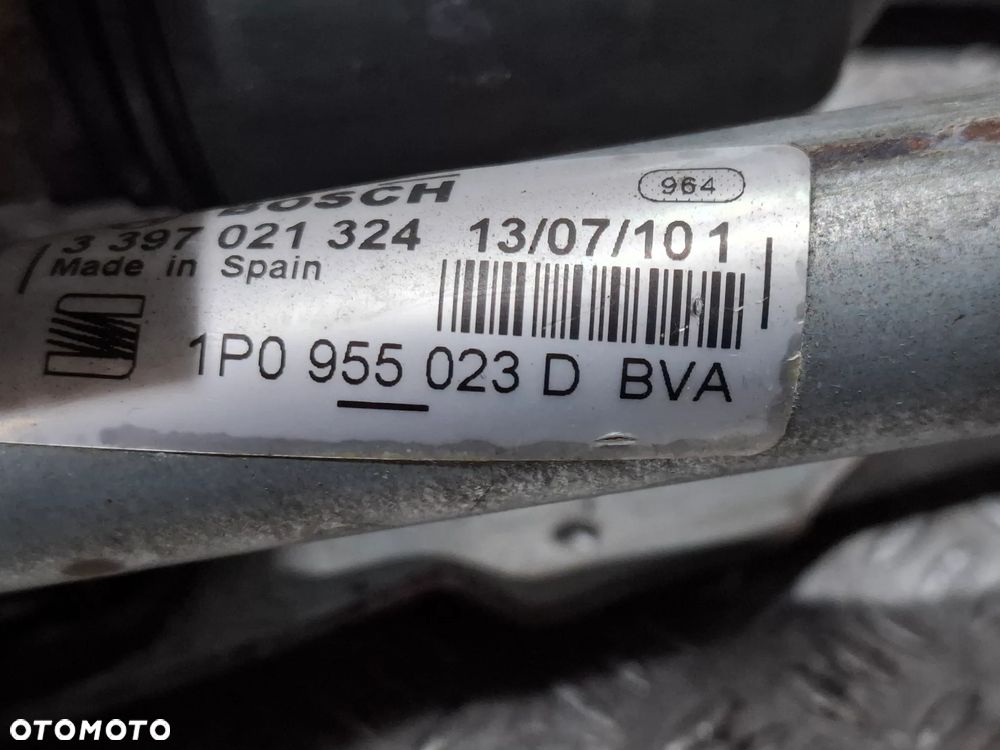 BOSCH 964
3 397 021 324 13/07/10 1
Made in Spain
1P0 955 023 D BVA
OTOMOTO